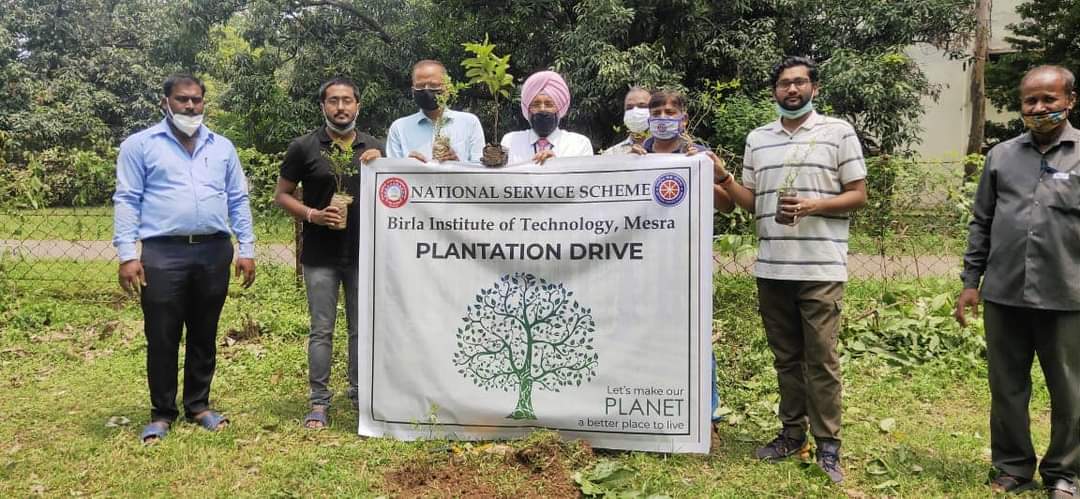 NATIONAL SERVICE SCHEME
Birla Institute of Technology, Mesra
PLANTATION DRIVE
Let's make our
PLANET
a better place to live